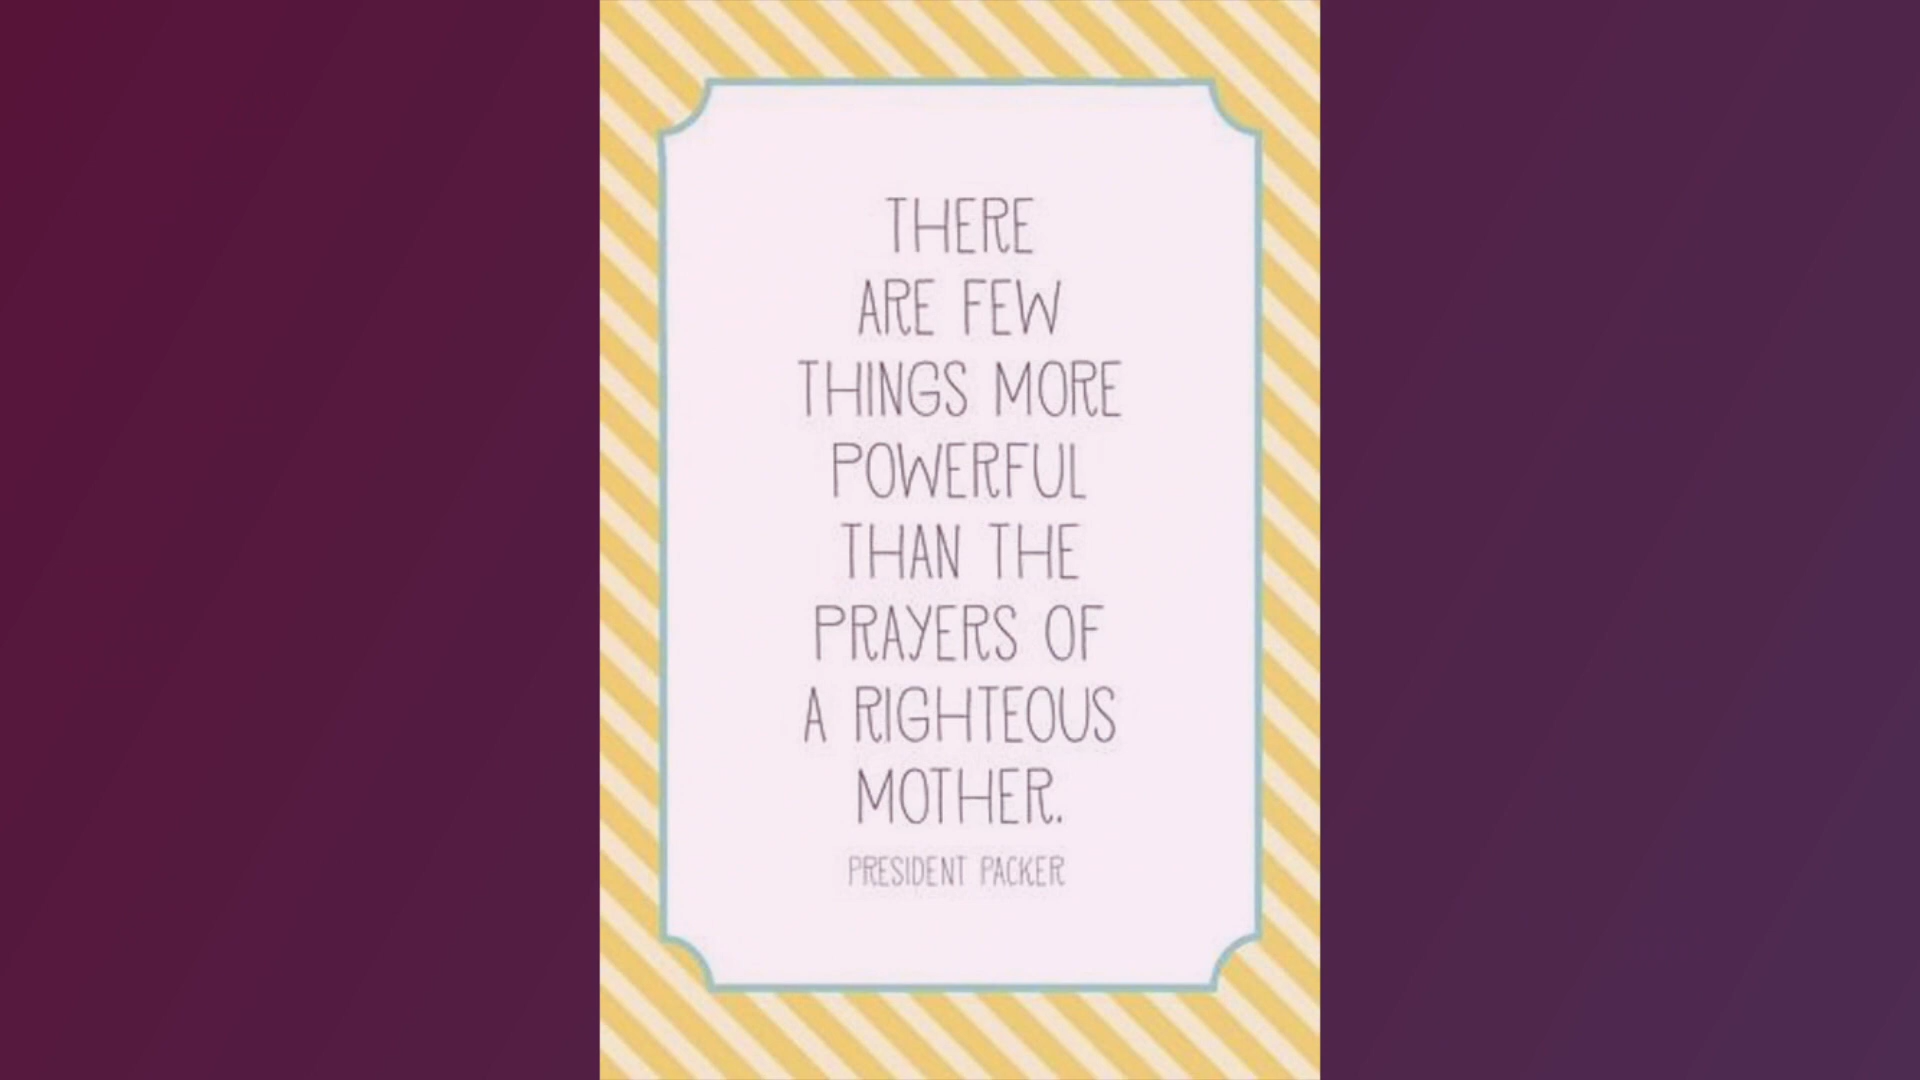 THERE
ARE FEW
THINGS MORE
POWERFUL
THAN THE
PRAYERS OF
A RIGHTEOUS
MOTHER.
PRESIDENT PACKER